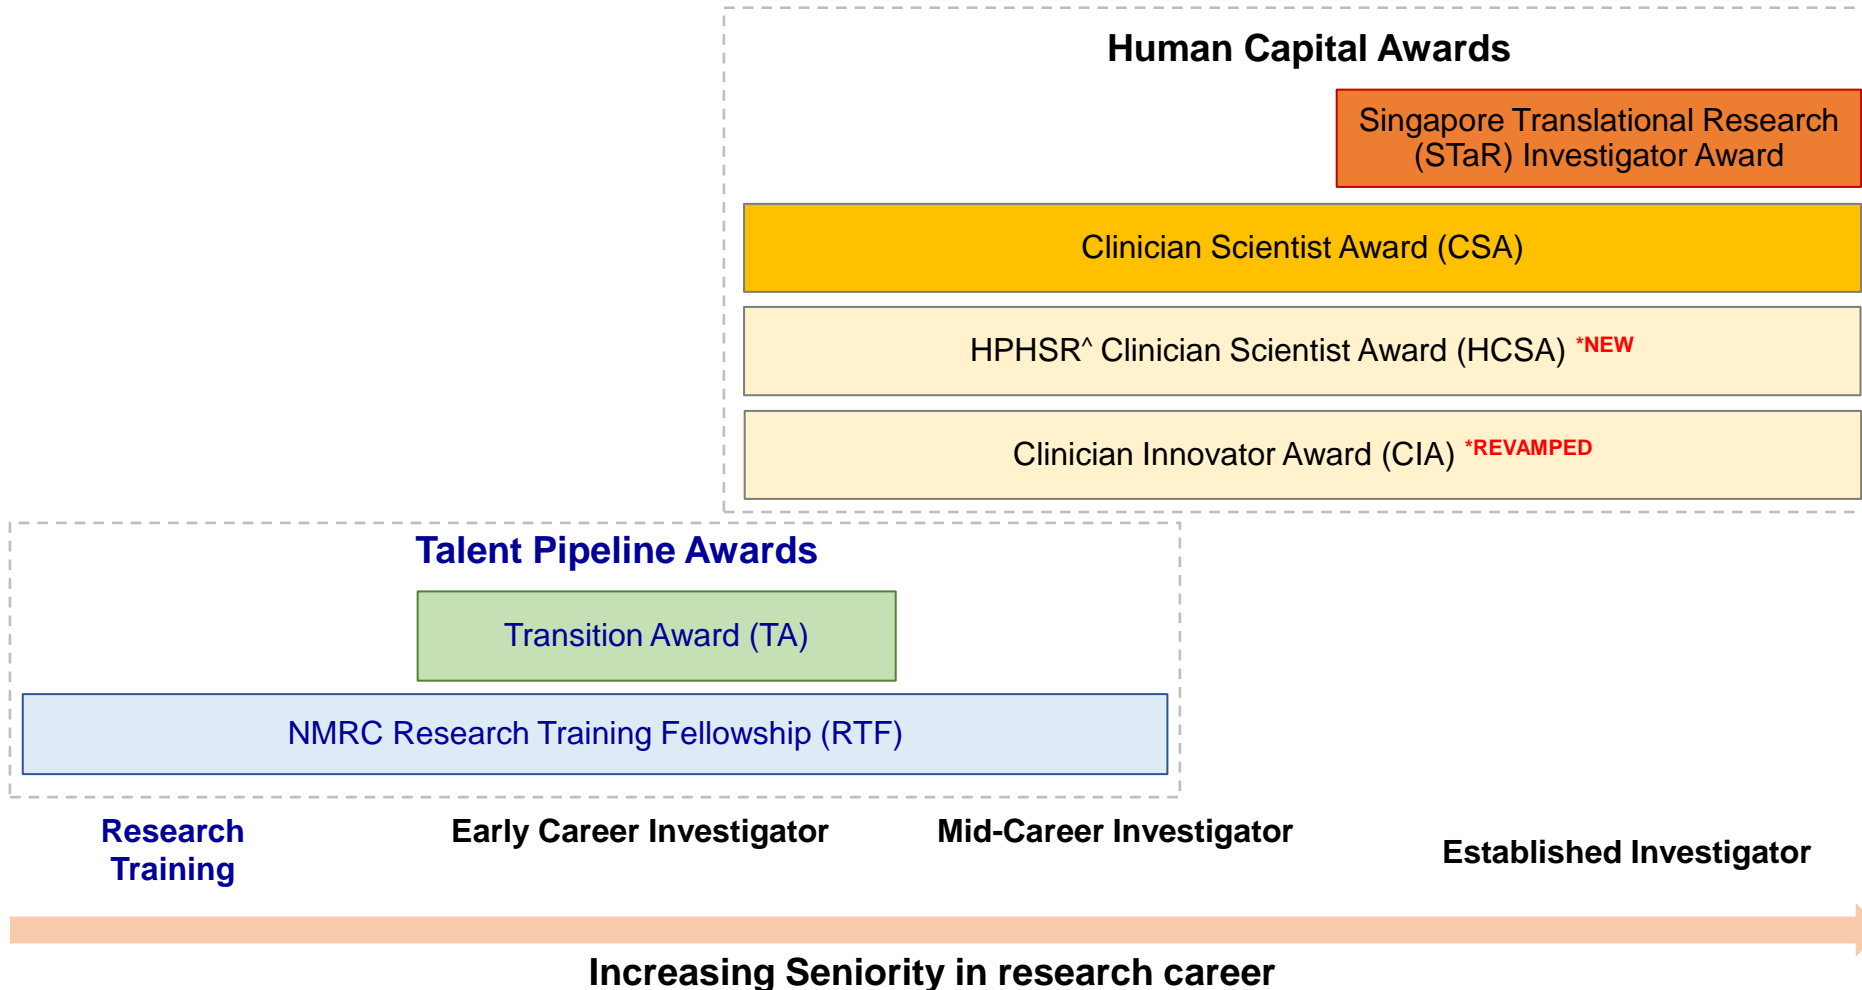 Human Capital Awards
Singapore Translational Research
(STaR) Investigator Award
Clinician Scientist Award (CSA)
HPHSR^ Clinician Scientist Award (HCSA) *NEW
Clinician Innovator Award (CIA) *REVAMPED
Talent Pipeline Awards
Transition Award (TA)
NMRC Research Training Fellowship (RTF)
Research
Training
Early Career Investigator
Mid-Career Investigator
Established Investigator
Increasing Seniority in research career